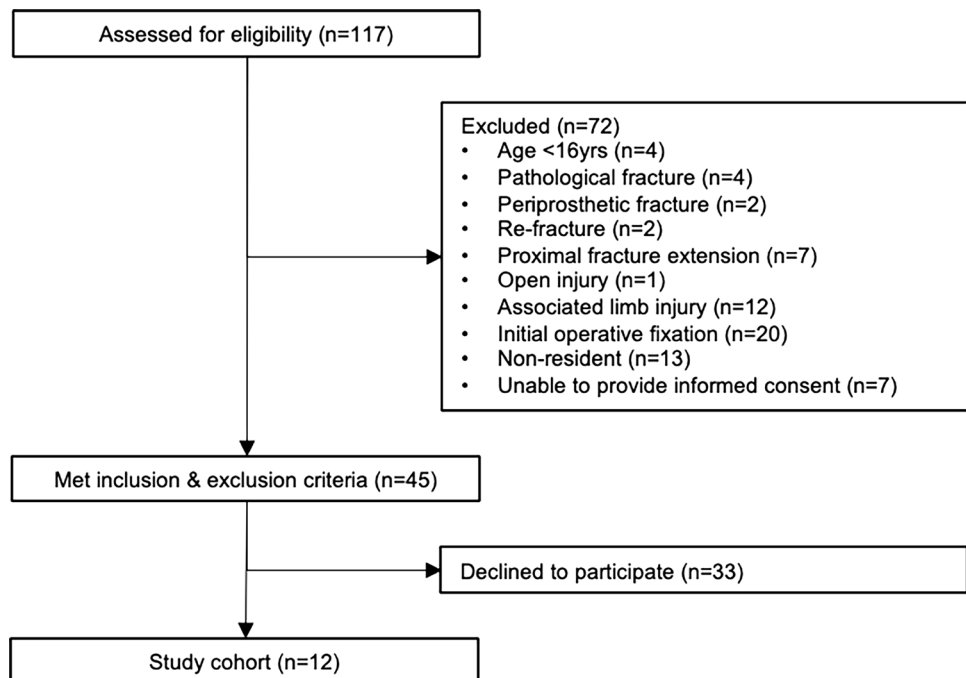 Assessed for eligibility (n=117)
Excluded (n=72)
• Age <16yrs (n=4)
• Pathological fracture (n=4)
• Periprosthetic fracture (n=2)
• Re-fracture (n=2)
• Proximal fracture extension (n=7)
• Open injury (n=1)
• Associated limb injury (n=12)
• Initial operative fixation (n=20)
• Non-resident (n=13)
• Unable to provide informed consent (n=7)
Met inclusion & exclusion criteria (n=45)
Declined to participate (n=33)
Study cohort (n=12)